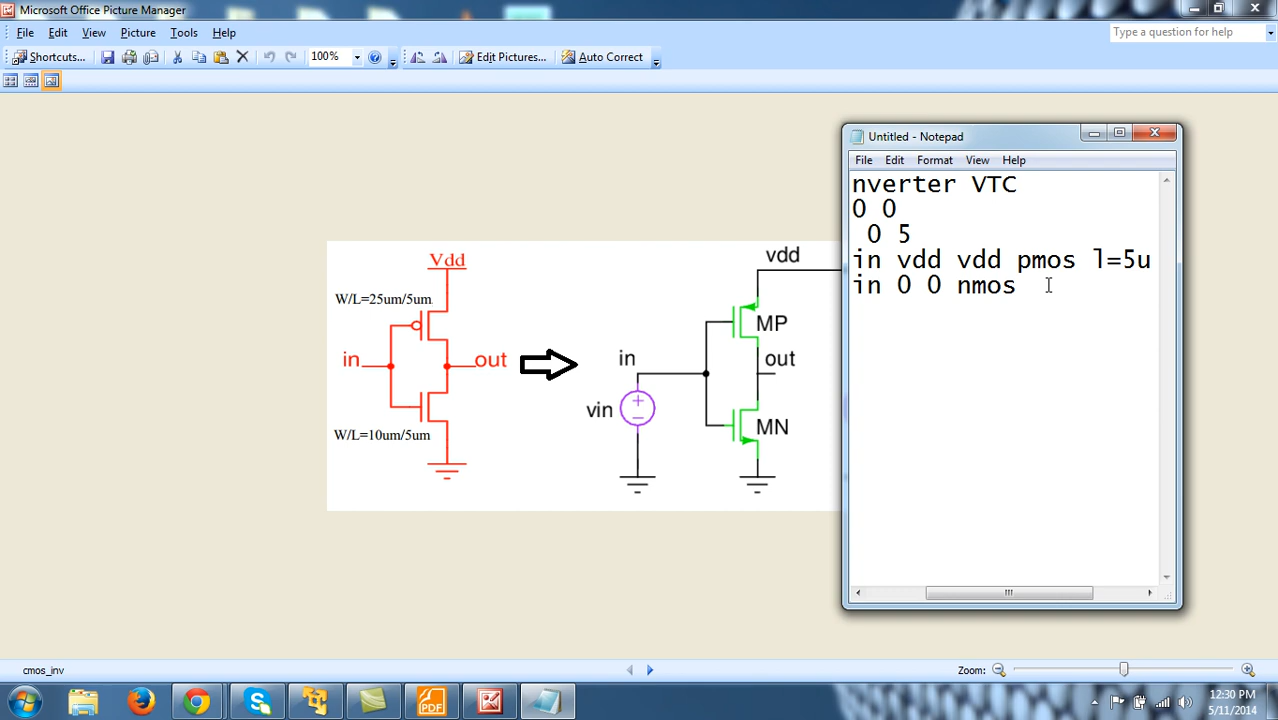 Microsoft Office Picture Manager
File Edit View Picture Tools Help
Type a question for help
Shortcuts... 100% Edit Pictures... Auto Correct
Untitled - Notepad
File Edit Format View Help
nverter VTC
0 0
0 5
in vdd vdd pmos l=5u
in 0 0 nmos
Vdd
W/L=25um/5um
in
out
W/L=10um/5um
vdd
MP
in
out
vin
MN
cmos_inv
Zoom:
PDF
12:30 PM
5/11/2014